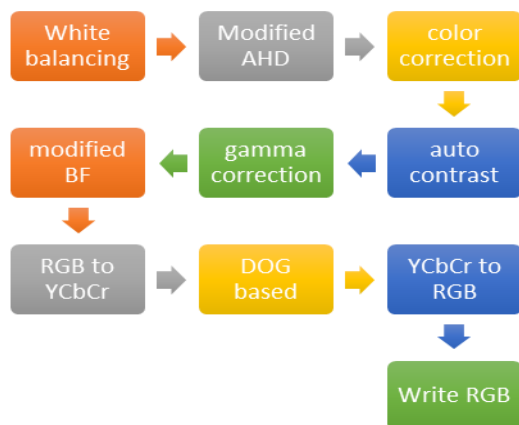 White
balancing
Modified
AHD
color
correction
auto
contrast
gamma
correction
modified
BF
RGB to
YCbCr
DOG
based
YCbCr to
RGB
Write RGB